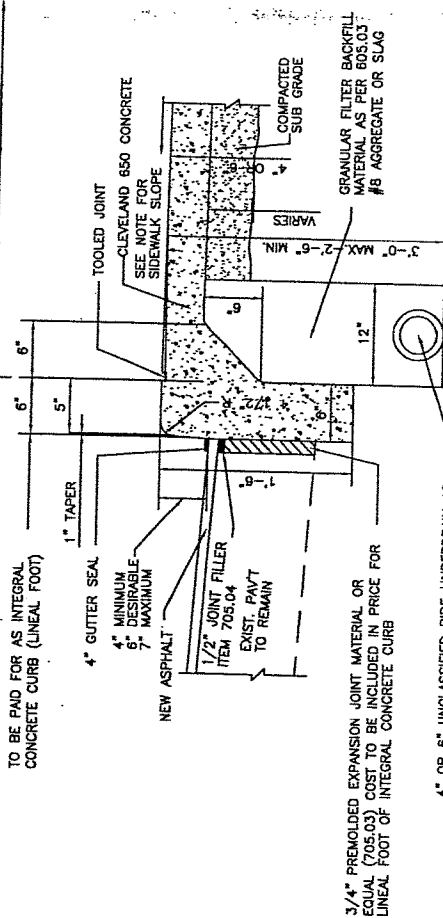 TO BE PAID FOR AS INTEGRAL
CONCRETE CURB (LINEAL FOOT)
1" TAPER
4" GUTTER SEAL
4" MINIMUM
6" DESIRABLE
7" MAXIMUM
NEW ASPHALT
1/2" JOINT FILLER
ITEM 705.04
EXIST. PAV'T
TO REMAIN
3/4" PREMOLDED EXPANSION JOINT MATERIAL OR
EQUAL (705.03) COST TO BE INCLUDED IN PRICE FOR
LINEAL FOOT OF INTEGRAL CONCRETE CURB
6"
6"
5"
TOOLED JOINT
CLEVELAND 650 CONCRETE
SEE NOTE FOR
SIDEWALK SLOPE
COMPACTED
SUB GRADE
VARIES
3'-0" MAX.-2'-6" MIN.
6"
12"
6"
1'-6"
GRANULAR FILTER BACKFILL
MATERIAL AS PER 605.03
#8 AGGREGATE OR SLAG
4" OR 6" UNCLASSIFIED PIPE